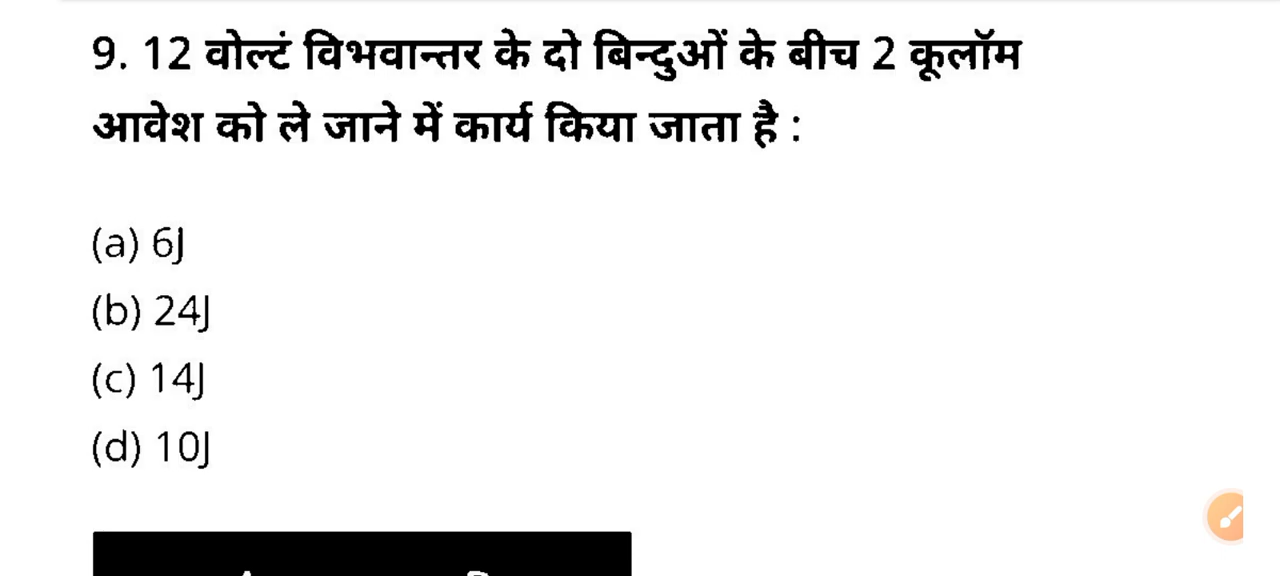 9. 12 वोल्टं विभवान्तर के दो बिन्दुओं के बीच 2 कूलॉम
आवेश को ले जाने में कार्य किया जाता है :
(a) 6J
(b) 24J
(c) 14J
(d) 10J